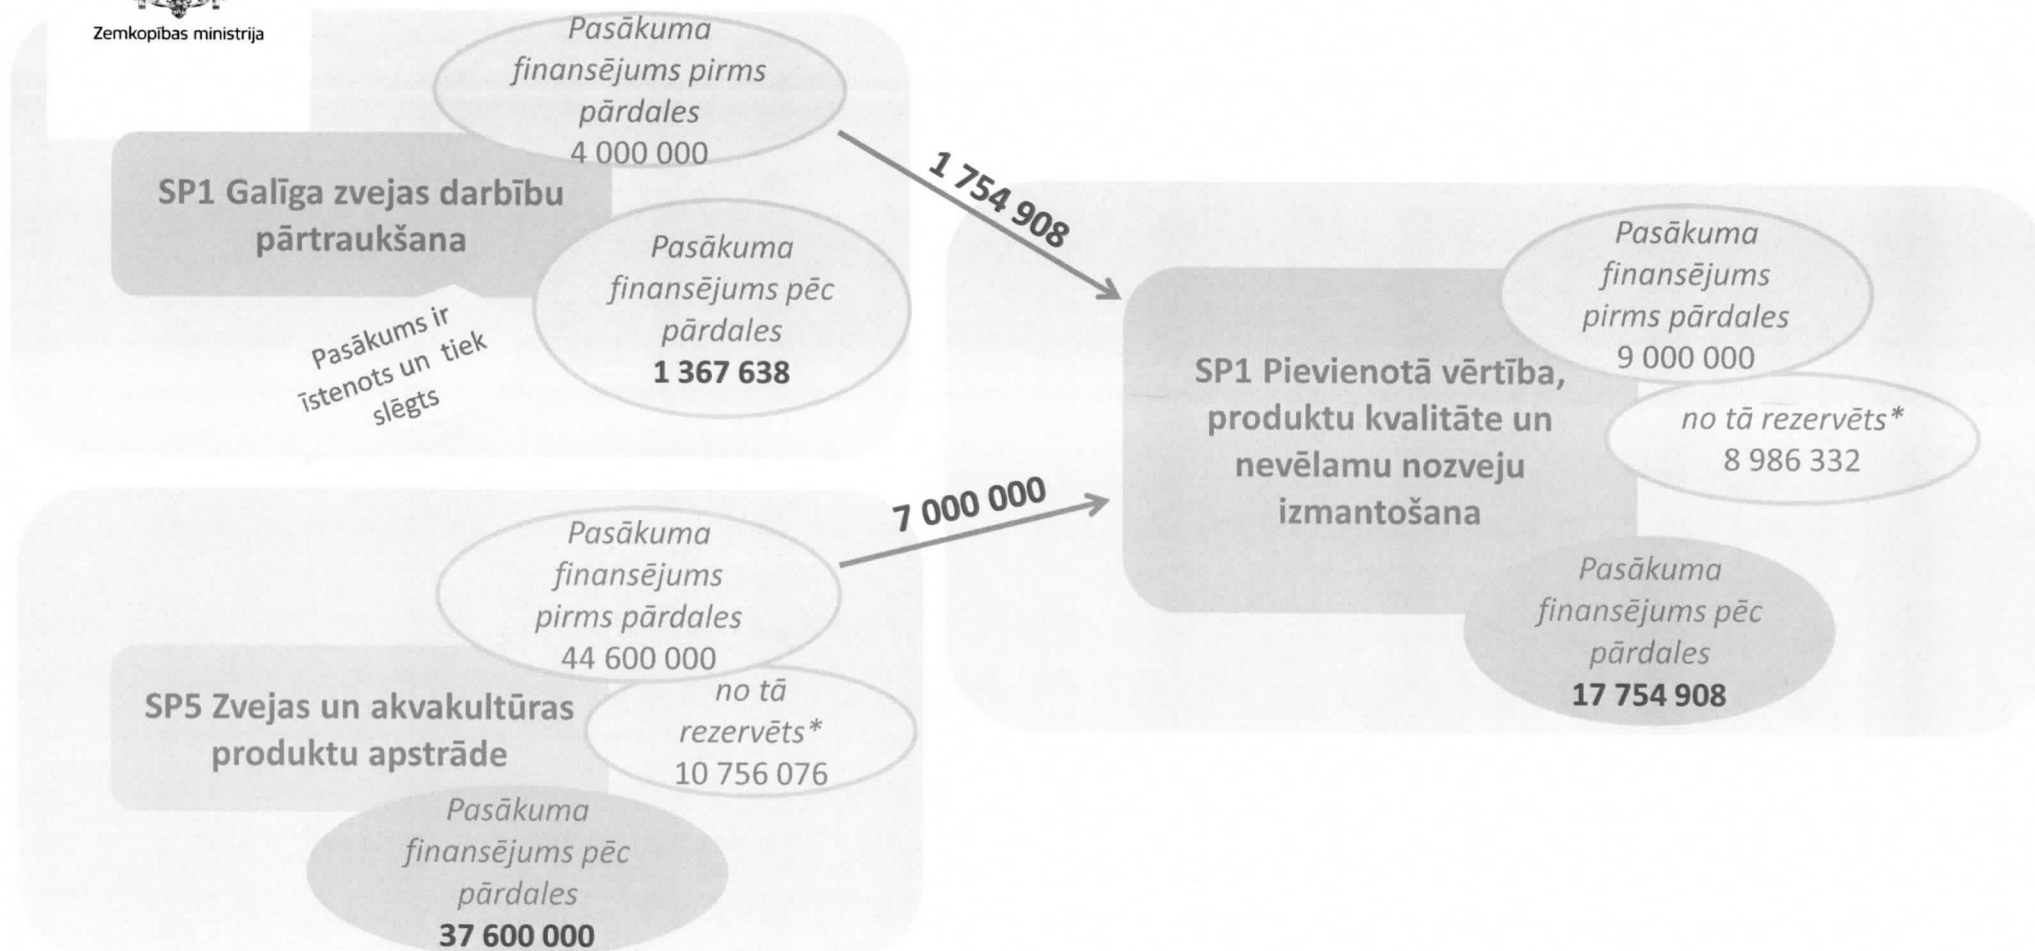 Zemkopības ministrija
Pasākuma
finansējums pirms
pārdales
4 000 000
SP1 Galīga zvejas darbību
pārtraukšana
Pasākuma
finansējums pēc
pārdales
1 367 638
Pasākums ir
īstenots un tiek
slēgts
1 754 908
Pasākuma
finansējums
pirms pārdales
9 000 000
SP1 Pievienotā vērtība,
produktu kvalitāte un
nevēlamu nozveju
izmantošana
no tā rezervēts*
8 986 332
Pasākuma
finansējums pēc
pārdales
17 754 908
7 000 000
Pasākuma
finansējums
pirms pārdales
44 600 000
SP5 Zvejas un akvakultūras
produktu apstrāde
no tā
rezervēts*
10 756 076
Pasākuma
finansējums pēc
pārdales
37 600 000